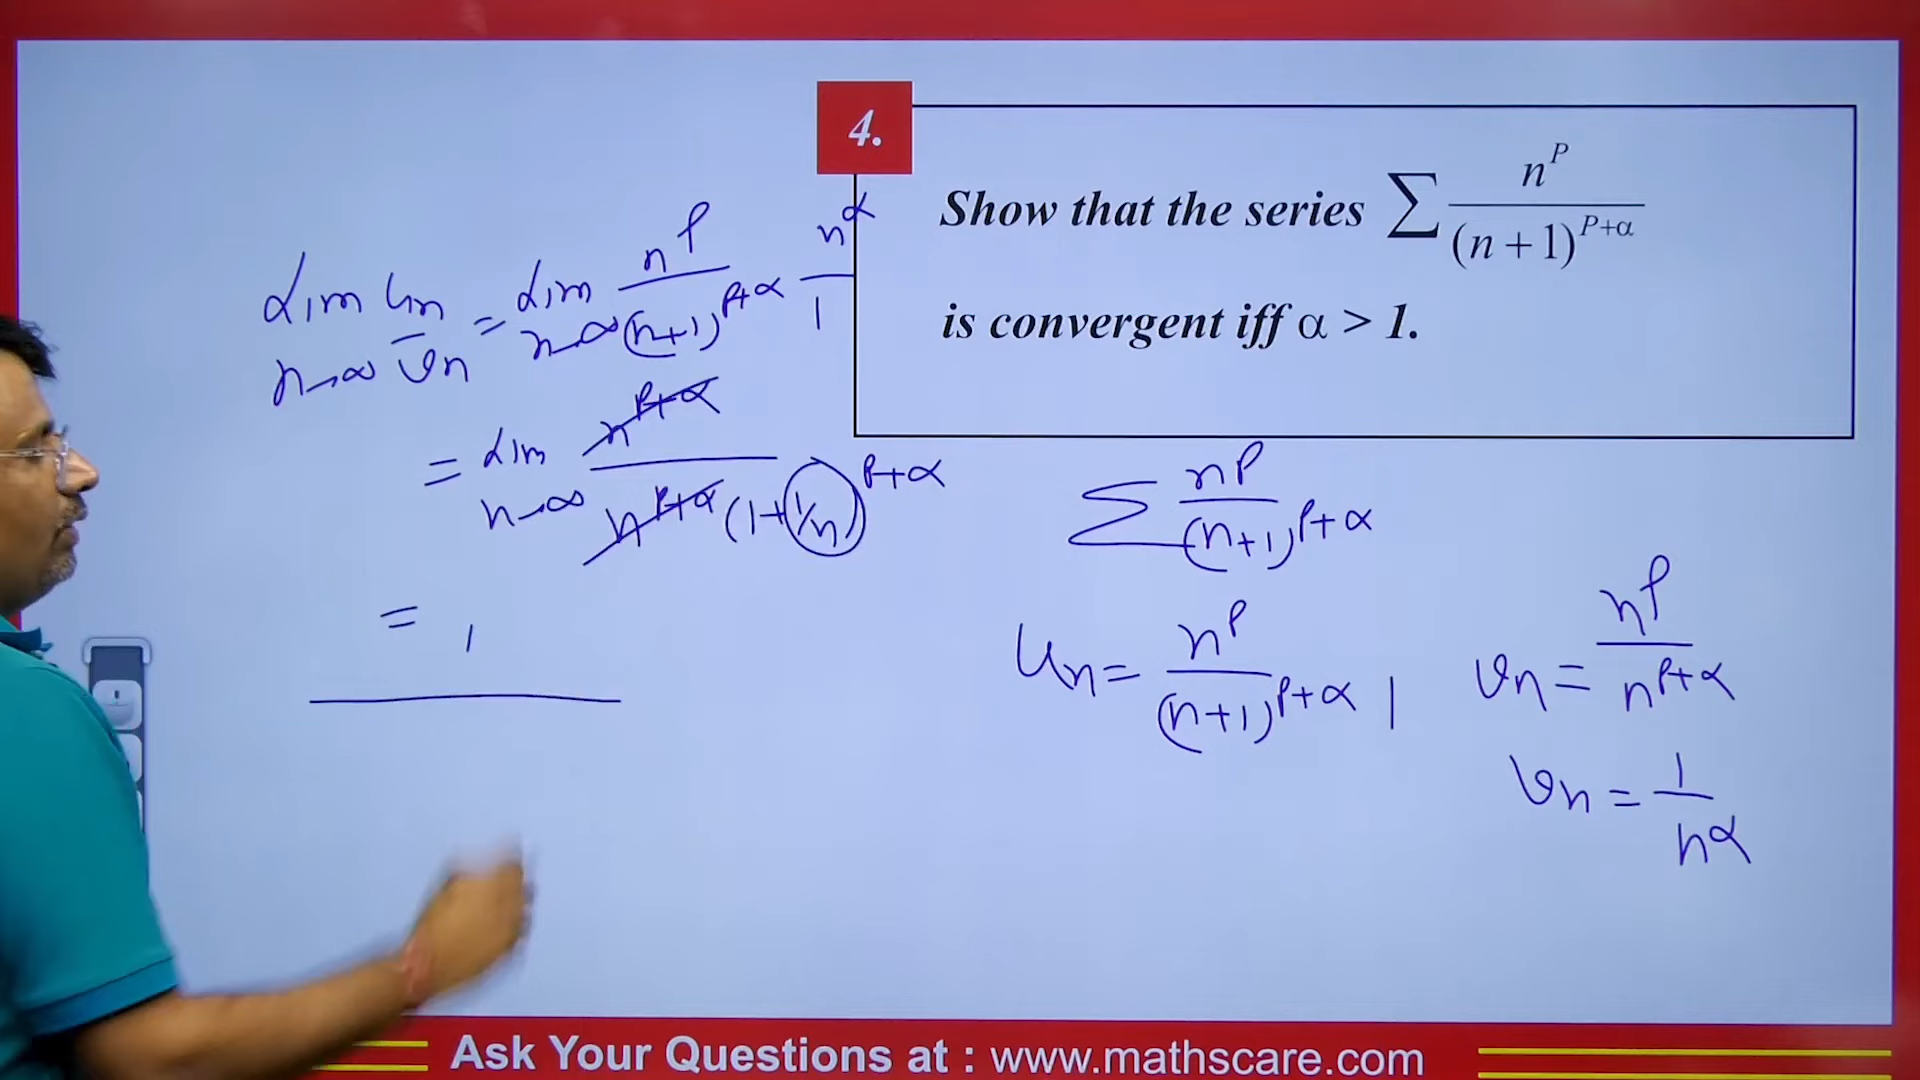 4.
Show that the series ∑ n^P / (n+1)^(P+α)
is convergent iff α > 1.
Lim n→∞ Un/Vn = Lim n→∞ n^P / (n+1)^(P+α) n^α / 1
= Lim n→∞ n^(P+α) / n^(P+α) (1+1/n)^(P+α)
= 1
∑ n^P / (n+1)^(P+α)
Un = n^P / (n+1)^(P+α) , Vn = n^P / n^(P+α)
Vn = 1 / n^α
Ask Your Questions at : www.mathscare.com